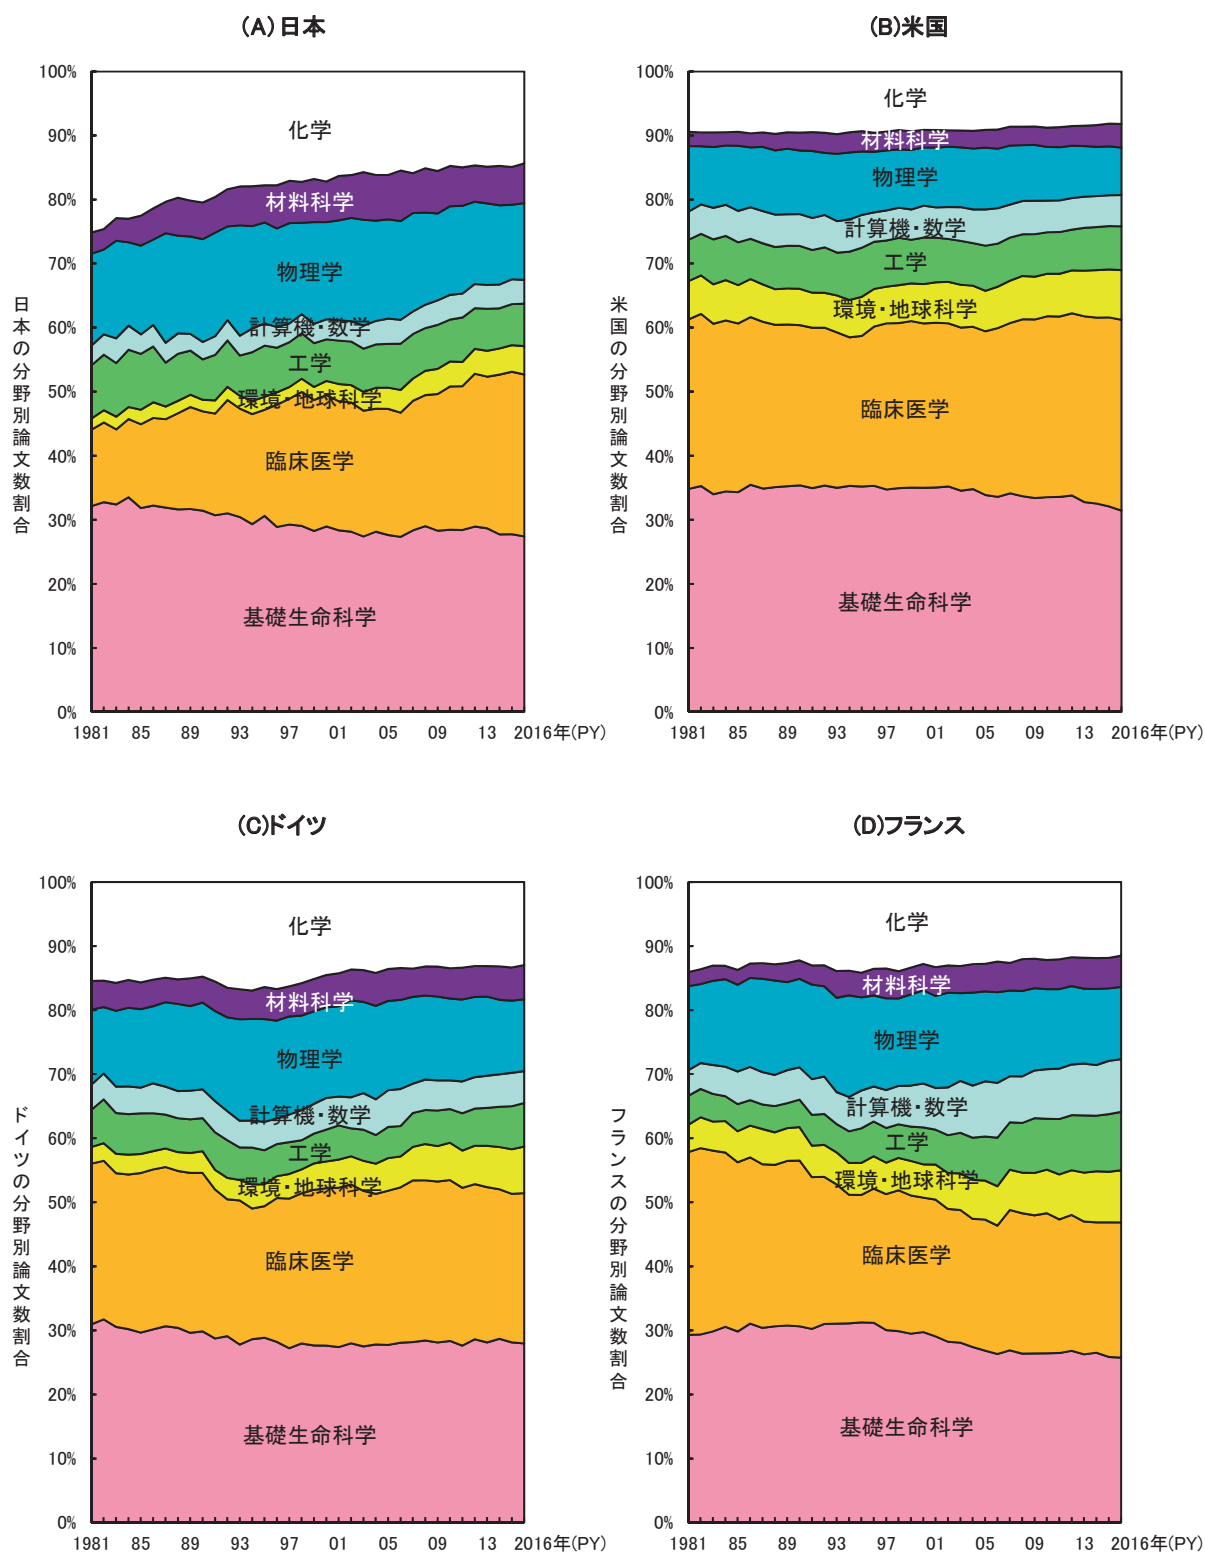 (A)日本
日本の分野別論文数割合
100%
90%
80%
70%
60%
50%
40%
30%
20%
10%
0%
化学
材料科学
物理学
計算機・数学
工学
環境・地球科学
臨床医学
基礎生命科学
1981 85 89 93 97 01 05 09 13 2016年(PY)
(B)米国
米国の分野別論文数割合
100%
90%
80%
70%
60%
50%
40%
30%
20%
10%
0%
化学
材料科学
物理学
計算機・数学
工学
環境・地球科学
臨床医学
基礎生命科学
1981 85 89 93 97 01 05 09 13 2016年(PY)
(C)ドイツ
ドイツの分野別論文数割合
100%
90%
80%
70%
60%
50%
40%
30%
20%
10%
0%
化学
材料科学
物理学
計算機・数学
工学
環境・地球科学
臨床医学
基礎生命科学
1981 85 89 93 97 01 05 09 13 2016年(PY)
(D)フランス
フランスの分野別論文数割合
100%
90%
80%
70%
60%
50%
40%
30%
20%
10%
0%
化学
材料科学
物理学
計算機・数学
工学
環境・地球科学
臨床医学
基礎生命科学
1981 85 89 93 97 01 05 09 13 2016年(PY)